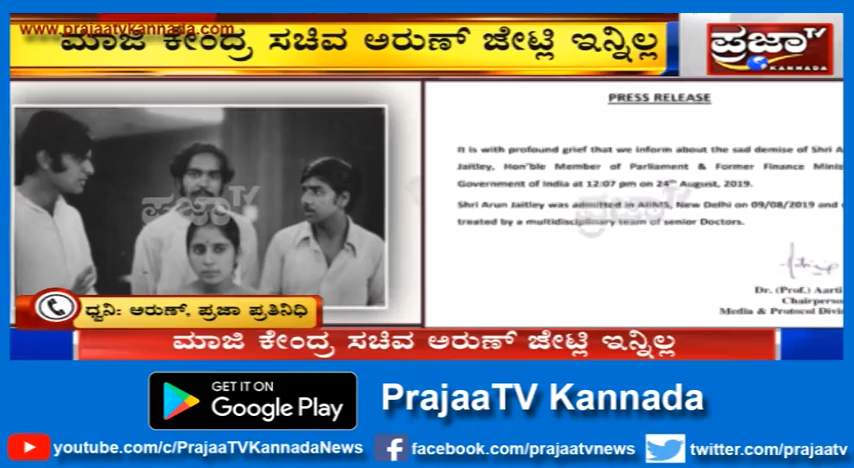 www.prajaatvkannada.com
ಮಾಜಿ ಕೇಂದ್ರ ಸಚಿವ ಅರುಣ್ ಜೇಟ್ಲಿ ಇನ್ನಿಲ್ಲ
ಪ್ರಜಾ TV
KANNADA
PRESS RELEASE
It is with profound grief that we inform about the sad demise of Shri A
Jaitley, Hon'ble Member of Parliament & Former Finance Minis
Government of India at 12:07 pm on 24th August, 2019.
Shri Arun Jaitley was admitted in AIIMS, New Delhi on 09/08/2019 and
treated by a multidisciplinary team of senior Doctors.
Dr. (Prof.) Aarti
Chairperso
Media & Protocol Divi
ಪ್ರಜಾ TV
ಪ್ರಜಾ
ಧ್ವನಿ: ಅರುಣ್, ಪ್ರಜಾ ಪ್ರತಿನಿಧಿ
ಮಾಜಿ ಕೇಂದ್ರ ಸಚಿವ ಅರುಣ್ ಜೇಟ್ಲಿ ಇನ್ನಿಲ್ಲ
GET IT ON
Google Play
PrajaaTV Kannada
youtube.com/c/PrajaaTVKannadaNews
facebook.com/prajaatvnews
twitter.com/prajaatv